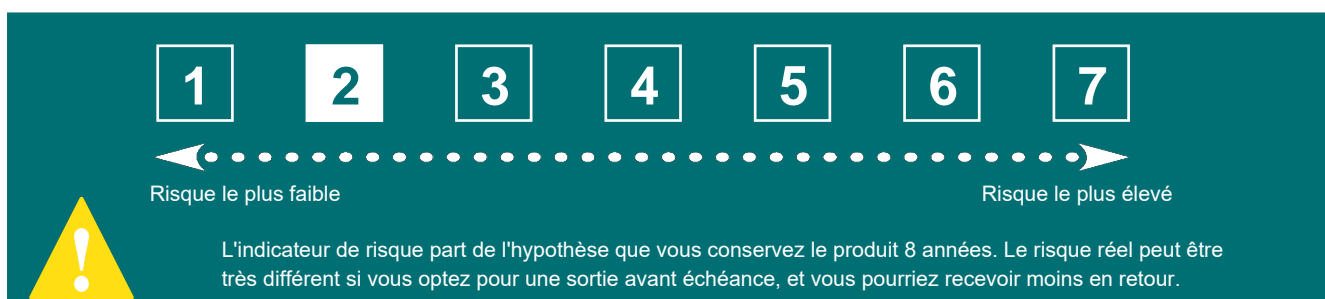 1 2 3 4 5 6 7
Risque le plus faible Risque le plus élevé
!
L'indicateur de risque part de l'hypothèse que vous conservez le produit 8 années. Le risque réel peut être
très différent si vous optez pour une sortie avant échéance, et vous pourriez recevoir moins en retour.